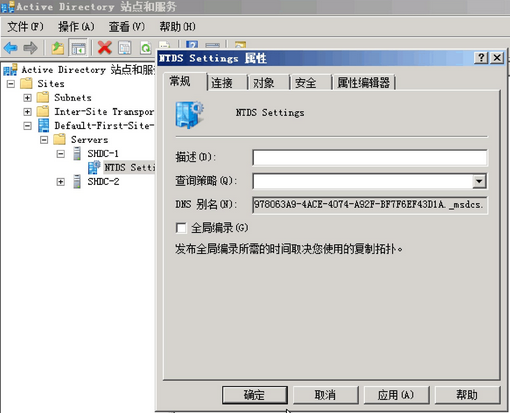 Active Directory 站点和服务
文件(F) 操作(A) 查看(V) 帮助(H)
Active Directory 站点和服
Sites
Subnets
Inter-Site Transpor
Default-First-Site-
Servers
SHDC-1
NTDS Setti
SHDC-2
NTDS Settings 属性
常规 连接 对象 安全 属性编辑器
NTDS Settings
描述(D):
查询策略(Q):
DNS 别名(N): 978063A9-4ACE-4074-A92F-BF7F6EF43D1A._msdcs.
全局编录(G)
发布全局编录所需的时间取决您使用的复制拓扑。
确定 取消 应用(A) 帮助